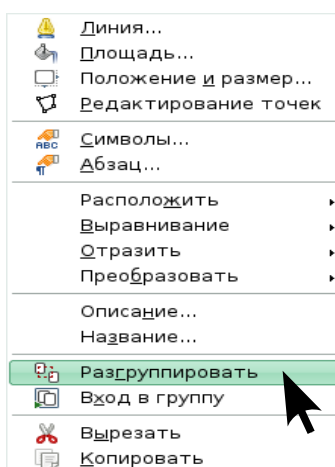 Линия...
Площадь...
Положение и размер...
Редактирование точек
ABC Символы...
¶ Абзац...
Расположить
Выравнивание
Отразить
Преобразовать
Описание...
Название...
Разгруппировать
Вход в группу
Вырезать
Копировать